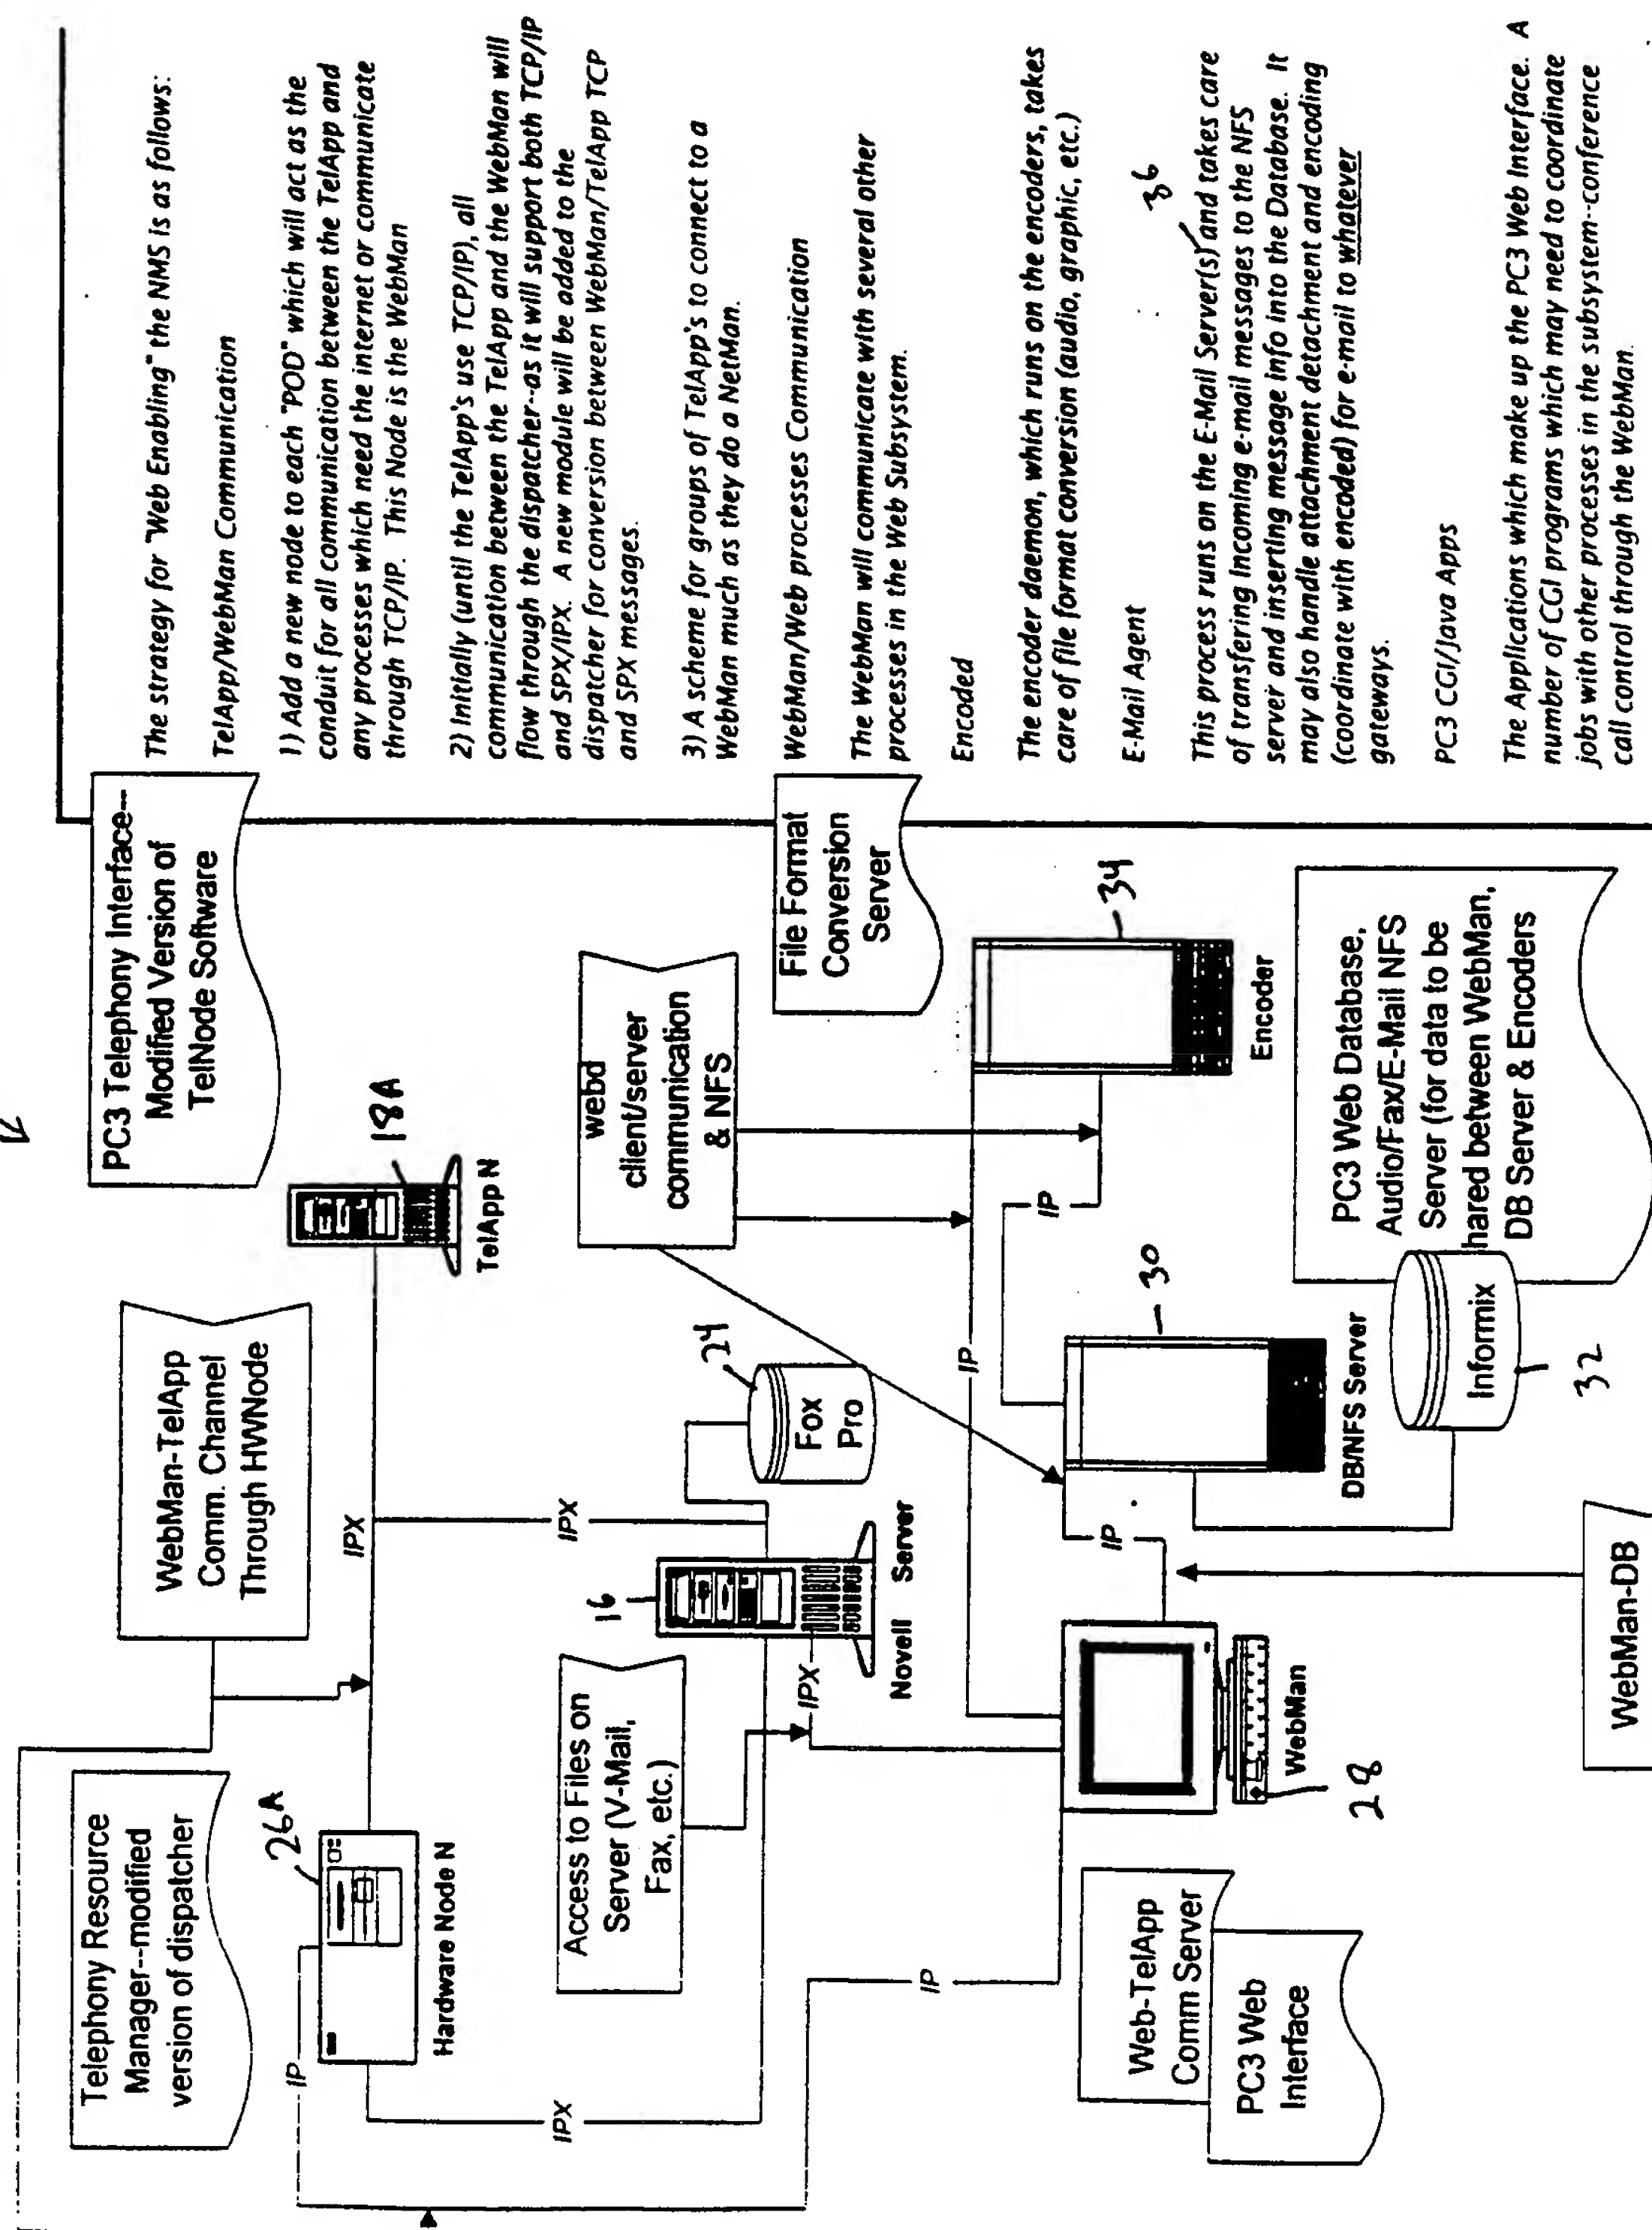 Telephony Resource
Manager--modified
version of dispatcher
WebMan-TelApp
Comm. Channel
Through HWNode
PC3 Telephony Interface--
Modified Version of
TelNode Software
26A
Hardware Node N
IP
IPX
IPX
IPX
18A
TelApp N
Access to Files on
Server (V-Mail,
Fax, etc.)
16
Novell Server
IPX
24
Fox
Pro
webd
client/server
communication
& NFS
File Format
Conversion
Server
IP
IP
IP
IP
Web-TelApp
Comm Server
PC3 Web
Interface
WebMan
28
30
DB/NFS Server
34
Encoder
Informix
32
PC3 Web Database,
Audio/Fax/E-Mail NFS
Server (for data to be
hared between WebMan,
DB Server & Encoders
WebMan-DB
The strategy for "Web Enabling" the NMS is as follows:
TelApp/WebMan Communication
1) Add a new node to each "POD" which will act as the
conduit for all communication between the TelApp and
any processes which need the internet or communicate
through TCP/IP. This Node is the WebMan
2) Initially (until the TelApp's use TCP/IP), all
communication between the TelApp and the WebMan will
flow through the dispatcher-as it will support both TCP/IP
and SPX/IPX. A new module will be added to the
dispatcher for conversion between WebMan/TelApp TCP
and SPX messages.
3) A scheme for groups of TelApp's to connect to a
WebMan much as they do a NetMan.
WebMan/Web processes Communication
The WebMan will communicate with several other
processes in the Web Subsystem.
Encoded
The encoder daemon, which runs on the encoders, takes
care of file format conversion (audio, graphic, etc.)
E-Mail Agent
36
This process runs on the E-Mail Server(s) and takes care
of transfering incoming e-mail messages to the NFS
server and inserting message info into the Database. It
may also handle attachment detachment and encoding
(coordinate with encoded) for e-mail to whatever
gateways.
PC3 CGI/Java Apps
The Applications which make up the PC3 Web Interface. A
number of CGI programs which may need to coordinate
jobs with other processes in the subsystem--conference
call control through the WebMan.